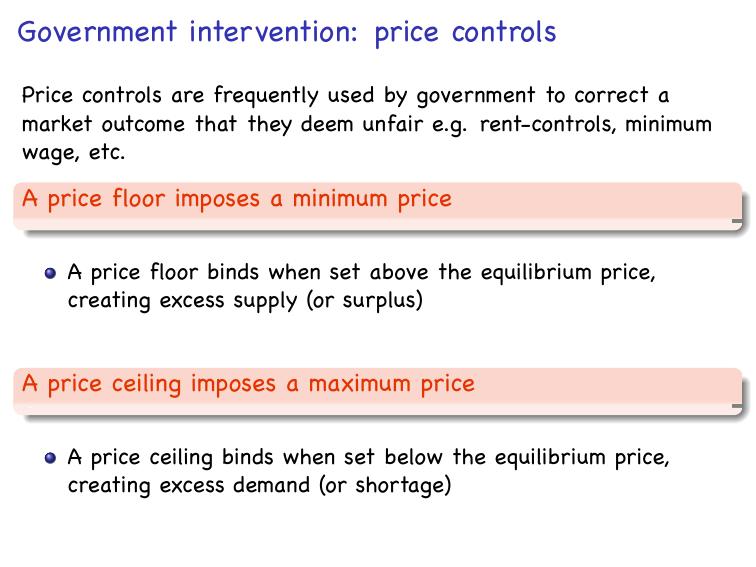 Government intervention: price controls
Price controls are frequently used by government to correct a
market outcome that they deem unfair e.g. rent-controls, minimum
wage, etc.
A price floor imposes a minimum price
A price floor binds when set above the equilibrium price,
creating excess supply (or surplus)
A price ceiling imposes a maximum price
A price ceiling binds when set below the equilibrium price,
creating excess demand (or shortage)